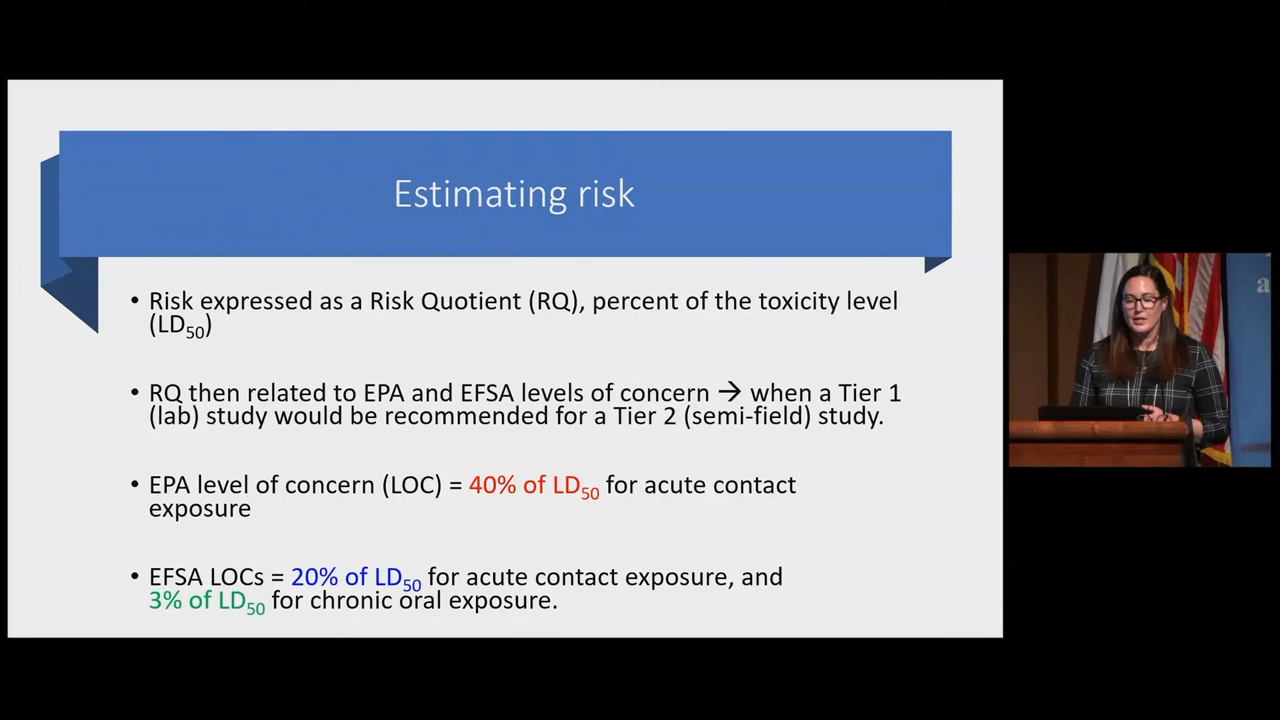 Estimating risk
• Risk expressed as a Risk Quotient (RQ), percent of the toxicity level
(LD50)
• RQ then related to EPA and EFSA levels of concern → when a Tier 1
(lab) study would be recommended for a Tier 2 (semi-field) study.
• EPA level of concern (LOC) = 40% of LD50 for acute contact
exposure
• EFSA LOCs = 20% of LD50 for acute contact exposure, and
3% of LD50 for chronic oral exposure.